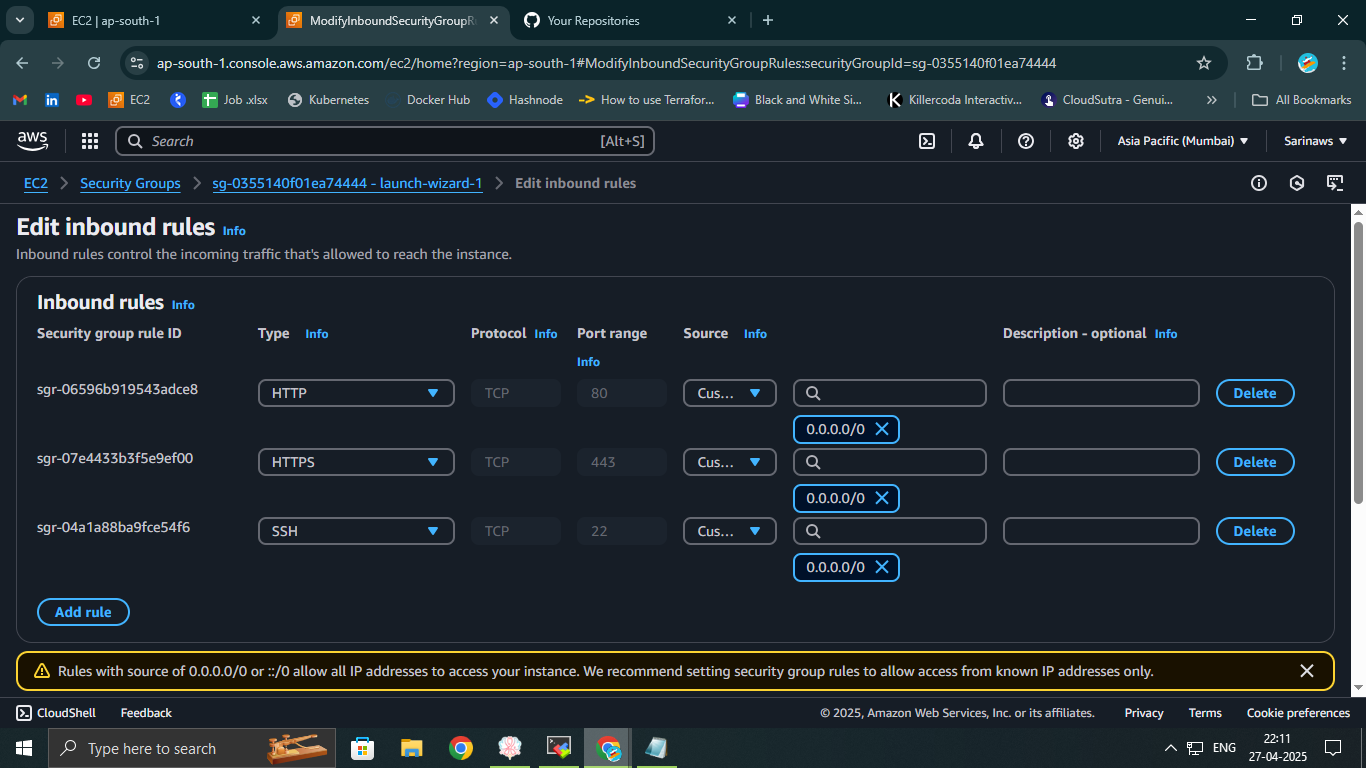 EC2 | ap-south-1
ModifyInboundSecurityGroupR
Your Repositories
ap-south-1.console.aws.amazon.com/ec2/home?region=ap-south-1#ModifyInboundSecurityGroupRules:securityGroupId=sg-0355140f01ea74444
EC2
Job .xlsx
Kubernetes
Docker Hub
Hashnode
How to use Terrafor...
Black and White Si...
Killercoda Interactiv...
CloudSutra - Genui...
All Bookmarks
aws
Search
[Alt+S]
Asia Pacific (Mumbai)
Sarinaws
EC2
Security Groups
sg-0355140f01ea74444 - launch-wizard-1
Edit inbound rules
Edit inbound rules Info
Inbound rules control the incoming traffic that's allowed to reach the instance.
Inbound rules Info
Security group rule ID Type Info Protocol Info Port range Info Source Info Description - optional Info
sgr-06596b919543adce8 HTTP TCP 80 Cus... Delete
0.0.0.0/0
sgr-07e4433b3f5e9ef00 HTTPS TCP 443 Cus... Delete
0.0.0.0/0
sgr-04a1a88ba9fce54f6 SSH TCP 22 Cus... Delete
0.0.0.0/0
Add rule
Rules with source of 0.0.0.0/0 or ::/0 allow all IP addresses to access your instance. We recommend setting security group rules to allow access from known IP addresses only.
CloudShell Feedback © 2025, Amazon Web Services, Inc. or its affiliates. Privacy Terms Cookie preferences
Type here to search
ENG
22:11
27-04-2025